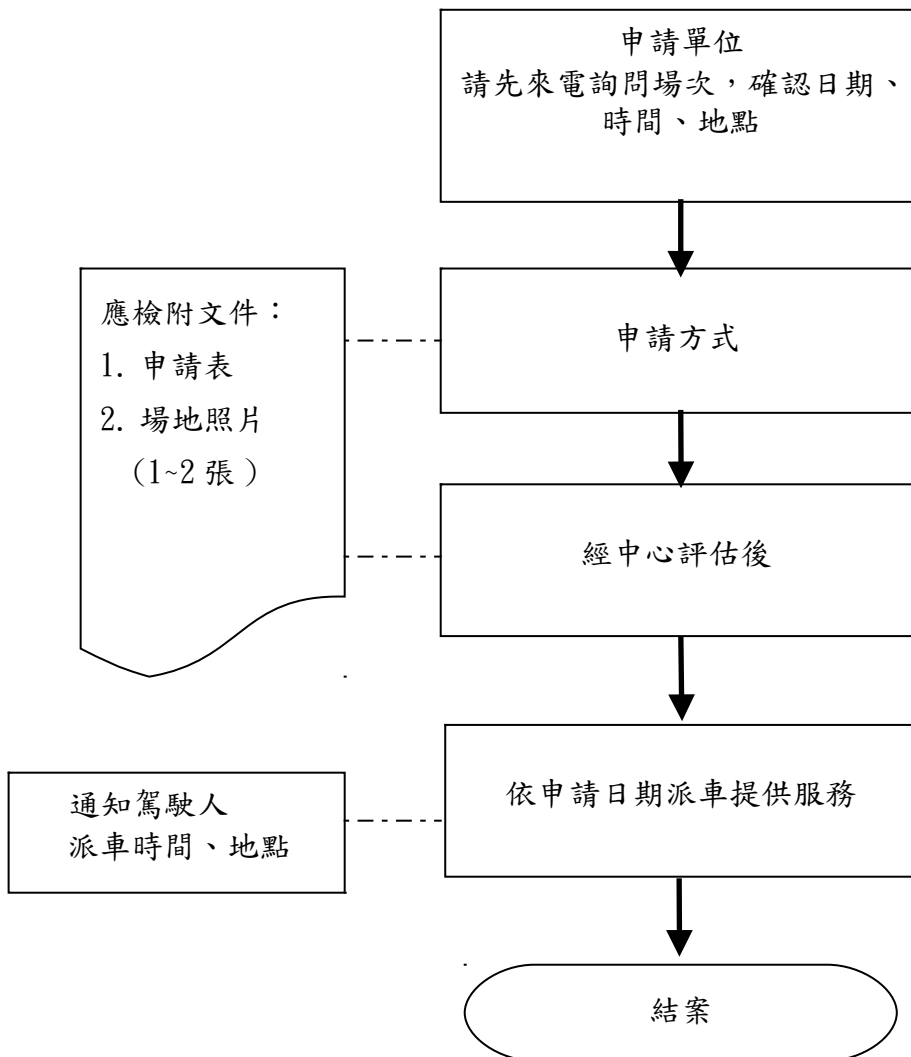 申請單位
請先來電詢問場次，確認日期、
時間、地點
應檢附文件：
1. 申請表
2. 場地照片
(1~2 張 )
申請方式
經中心評估後
依申請日期派車提供服務
通知駕駛人
派車時間、地點
結案